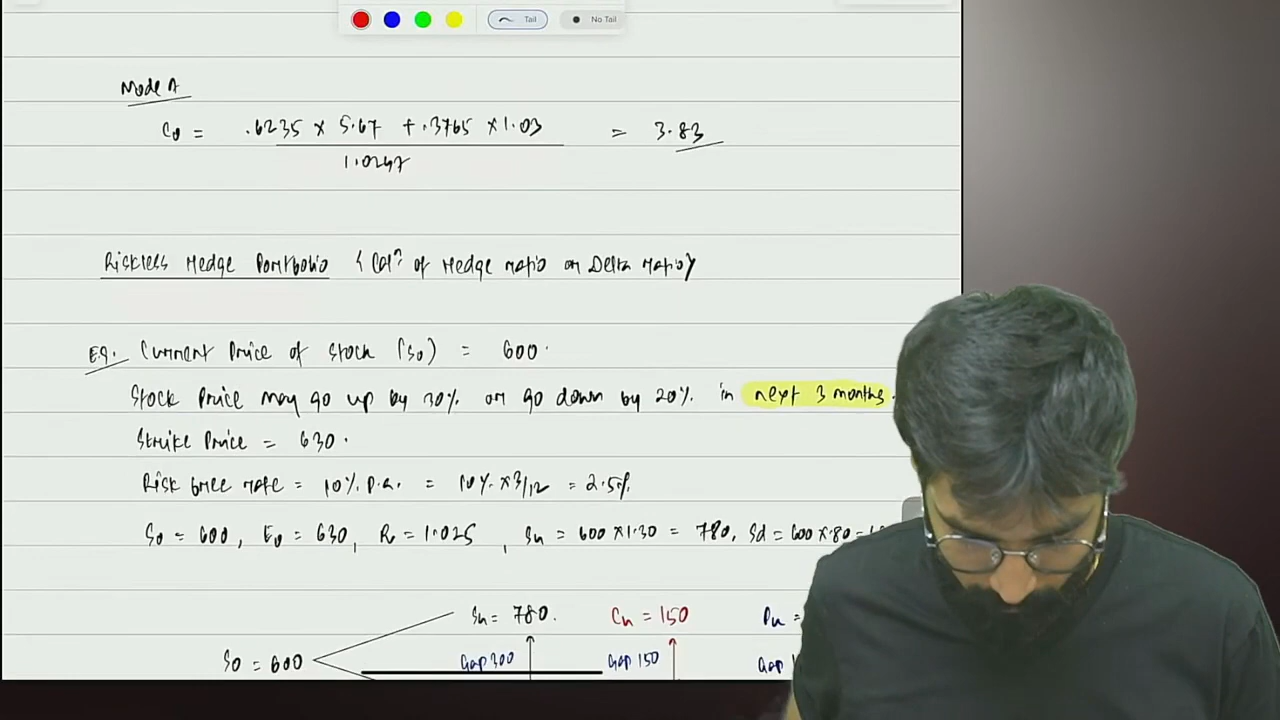 Tail No Tail
Node A
C0 = .6235 × 5.67 + .3765 × 1.03 = 3.83
1.0247
Riskless Hedge Portfolio {Calⁿ of Hedge ratio or Delta ratio}
E.g. Current Price of Stock (S0) = 600.
Stock Price may go up by 30% or go down by 20% in next 3 months.
Strike Price = 630.
Risk free rate = 10% p.a. = 10% × 3/12 = 2.5%
S0 = 600, E0 = 630, R = 1.025, Su = 600 × 1.30 = 780, Sd = 600 × .80 =
Su = 780. Cu = 150 Pu =
S0 = 600 Gap 300 Gap 150 Gap